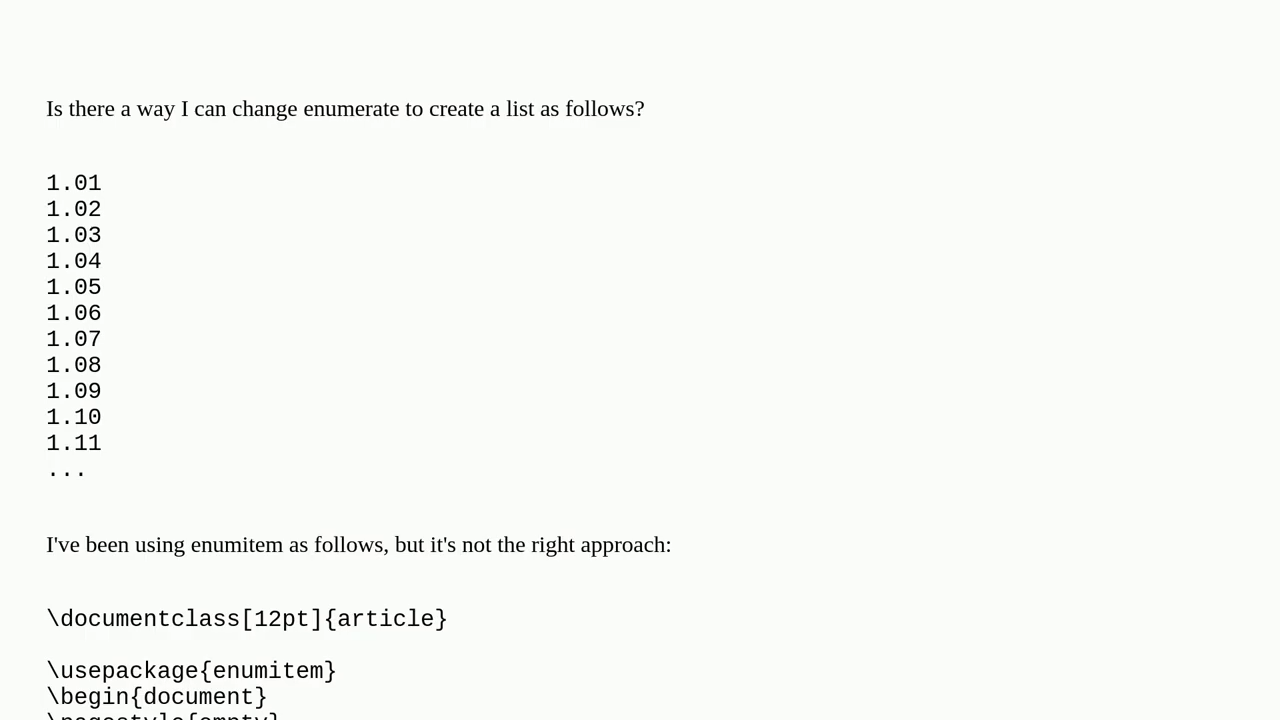 Is there a way I can change enumerate to create a list as follows?
1.01
1.02
1.03
1.04
1.05
1.06
1.07
1.08
1.09
1.10
1.11
...
I've been using enumitem as follows, but it's not the right approach:
\documentclass[12pt]{article}
\usepackage{enumitem}
\begin{document}
\pagestyle{empty}